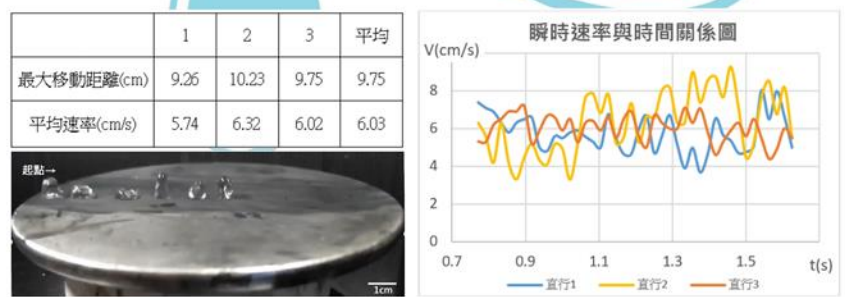 1 2 3 平均
最大移動距離(cm) 9.26 10.23 9.75 9.75
平均速率(cm/s) 5.74 6.32 6.02 6.03
起點→
1cm
瞬時速率與時間關係圖
V(cm/s)
8
6
4
2
0
0.7 0.9 1.1 1.3 1.5 t(s)
直行1 直行2 直行3